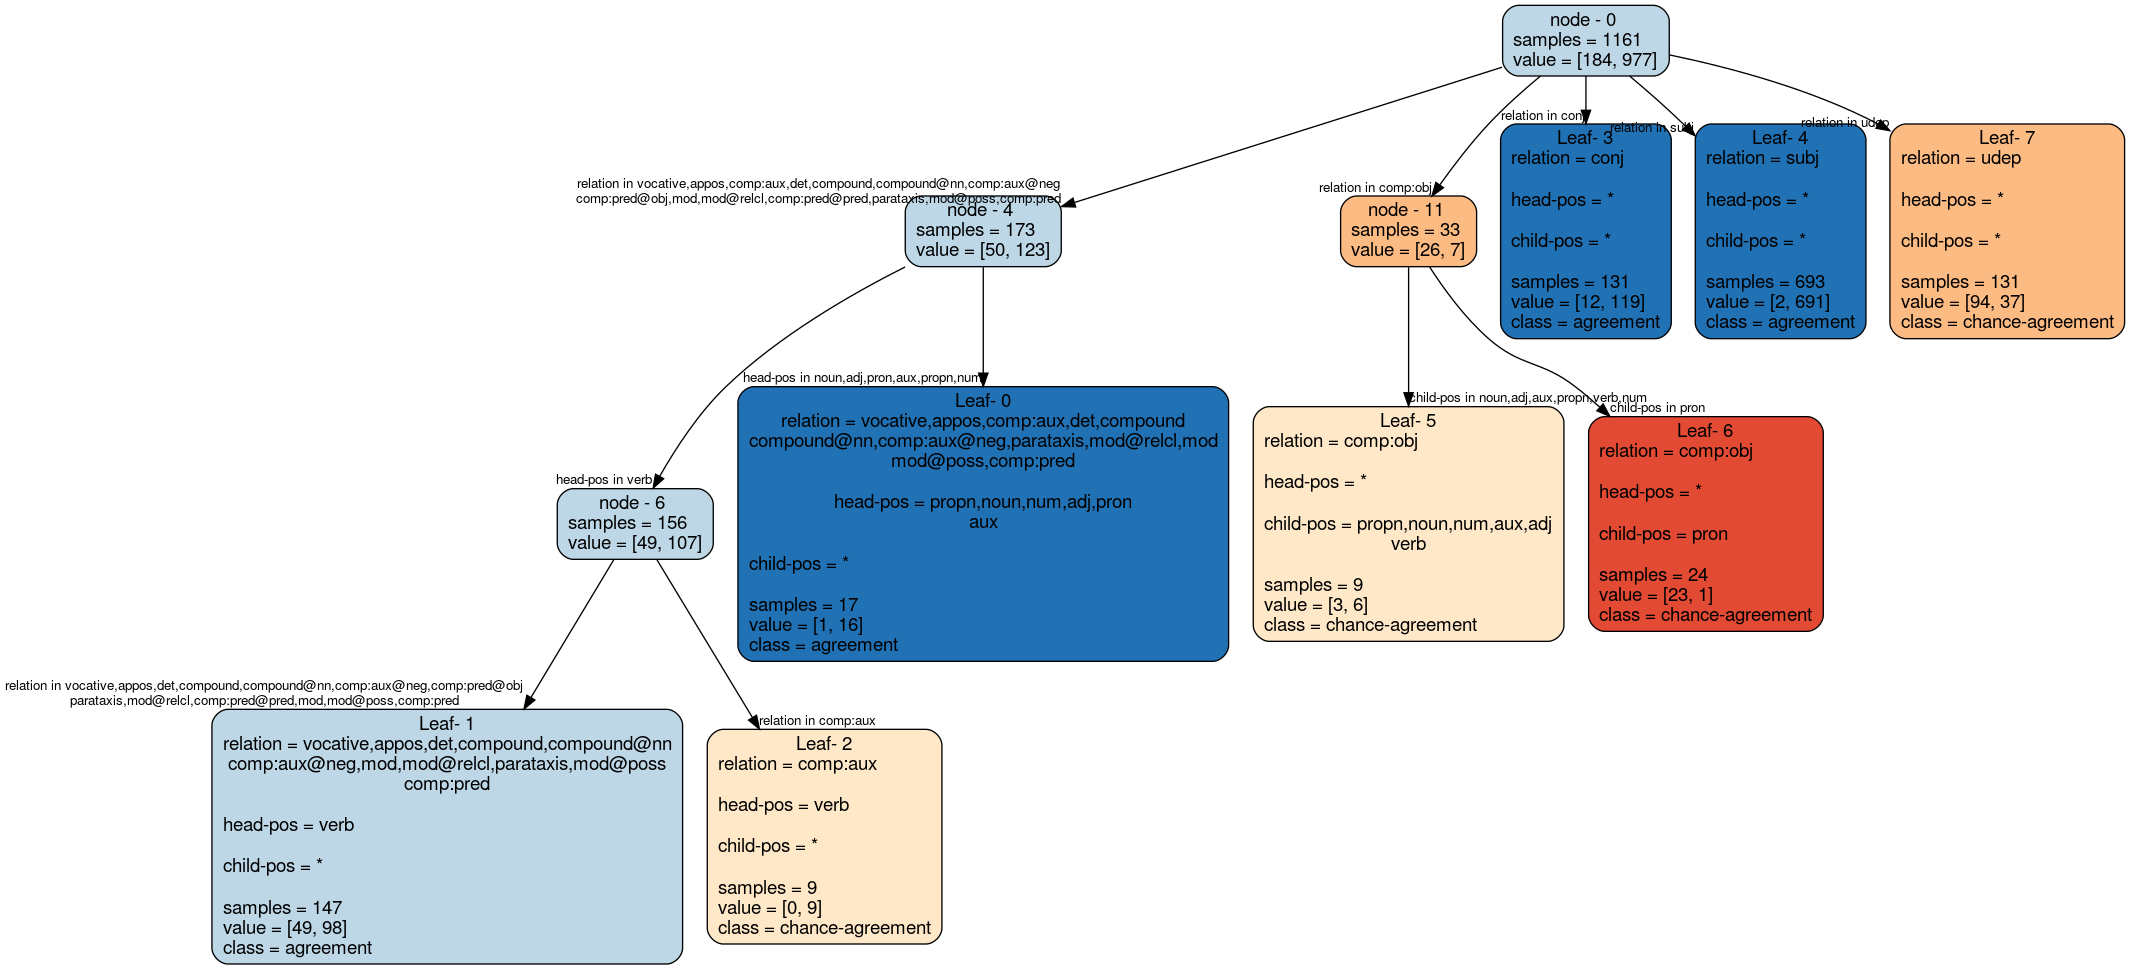 node - 0
samples = 1161
value = [184, 977]
relation in vocative,appos,comp:aux,det,compound,compound@nn,comp:aux@neg
comp:pred@obj,mod,mod@relcl,comp:pred@pred,parataxis,mod@poss,comp:pred
node - 4
samples = 173
value = [50, 123]
relation in comp:obj
node - 11
samples = 33
value = [26, 7]
relation in conj
Leaf- 3
relation = conj
head-pos = *
child-pos = *
samples = 131
value = [12, 119]
class = agreement
relation in subj
Leaf- 4
relation = subj
head-pos = *
child-pos = *
samples = 693
value = [2, 691]
class = agreement
relation in udep
Leaf- 7
relation = udep
head-pos = *
child-pos = *
samples = 131
value = [94, 37]
class = chance-agreement
head-pos in verb
node - 6
samples = 156
value = [49, 107]
head-pos in noun,adj,pron,aux,propn,num
Leaf- 0
relation = vocative,appos,comp:aux,det,compound
compound@nn,comp:aux@neg,parataxis,mod@relcl,mod
mod@poss,comp:pred
head-pos = propn,noun,num,adj,pron
aux
child-pos = *
samples = 17
value = [1, 16]
class = agreement
child-pos in noun,adj,aux,propn,verb,num
Leaf- 5
relation = comp:obj
head-pos = *
child-pos = propn,noun,num,aux,adj
verb
samples = 9
value = [3, 6]
class = chance-agreement
child-pos in pron
Leaf- 6
relation = comp:obj
head-pos = *
child-pos = pron
samples = 24
value = [23, 1]
class = chance-agreement
relation in vocative,appos,det,compound,compound@nn,comp:aux@neg,comp:pred@obj
parataxis,mod@relcl,comp:pred@pred,mod,mod@poss,comp:pred
Leaf- 1
relation = vocative,appos,det,compound,compound@nn
comp:aux@neg,mod,mod@relcl,parataxis,mod@poss
comp:pred
head-pos = verb
child-pos = *
samples = 147
value = [49, 98]
class = agreement
relation in comp:aux
Leaf- 2
relation = comp:aux
head-pos = verb
child-pos = *
samples = 9
value = [0, 9]
class = chance-agreement